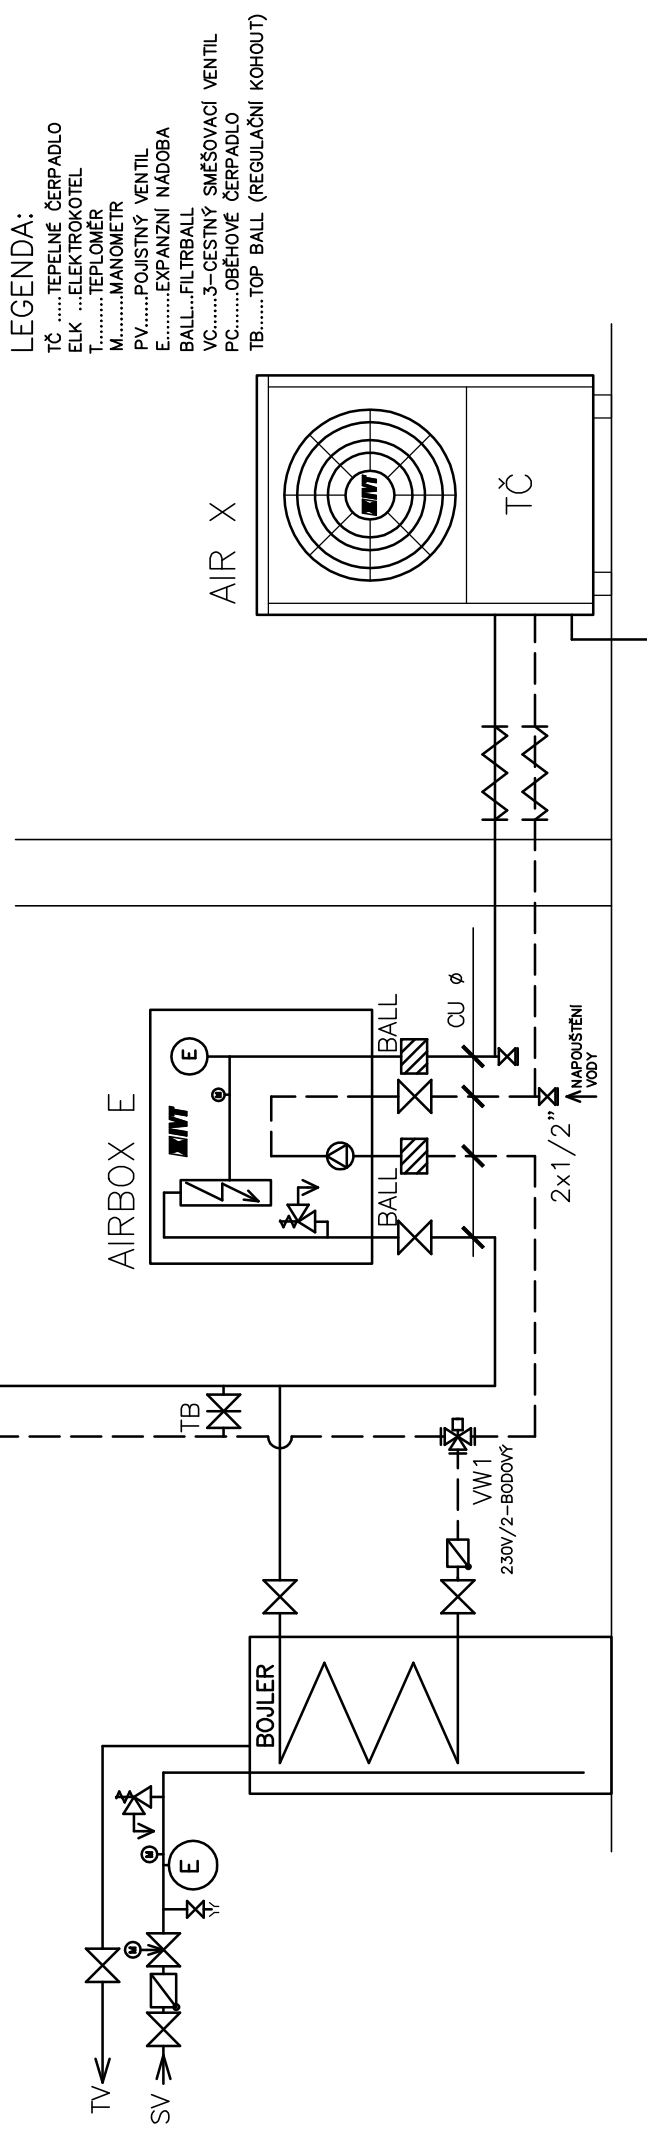 LEGENDA:
TČ .....TEPELNÉ ČERPADLO
ELK ...ELEKTROKOTEL
T.........TEPLOMĚR
M........MANOMETR
PV......POJISTNÝ VENTIL
E.........EXPANZNÍ NÁDOBA
BALL...FILTRBALL
VC......3-CESTNÝ SMĚŠOVACÍ VENTIL
PC......OBĚHOVÉ ČERPADLO
TB......TOP BALL (REGULAČNÍ KOHOUT)
AIR X
IVT
TČ
AIRBOX E
IVT
E
M
BALL
BALL
CU ø
2x1/2"
NAPOUŠTĚNÍ
VODY
TB
VW1
230V/2-BODOVÝ
BOJLER
M
E
M
TV
SV